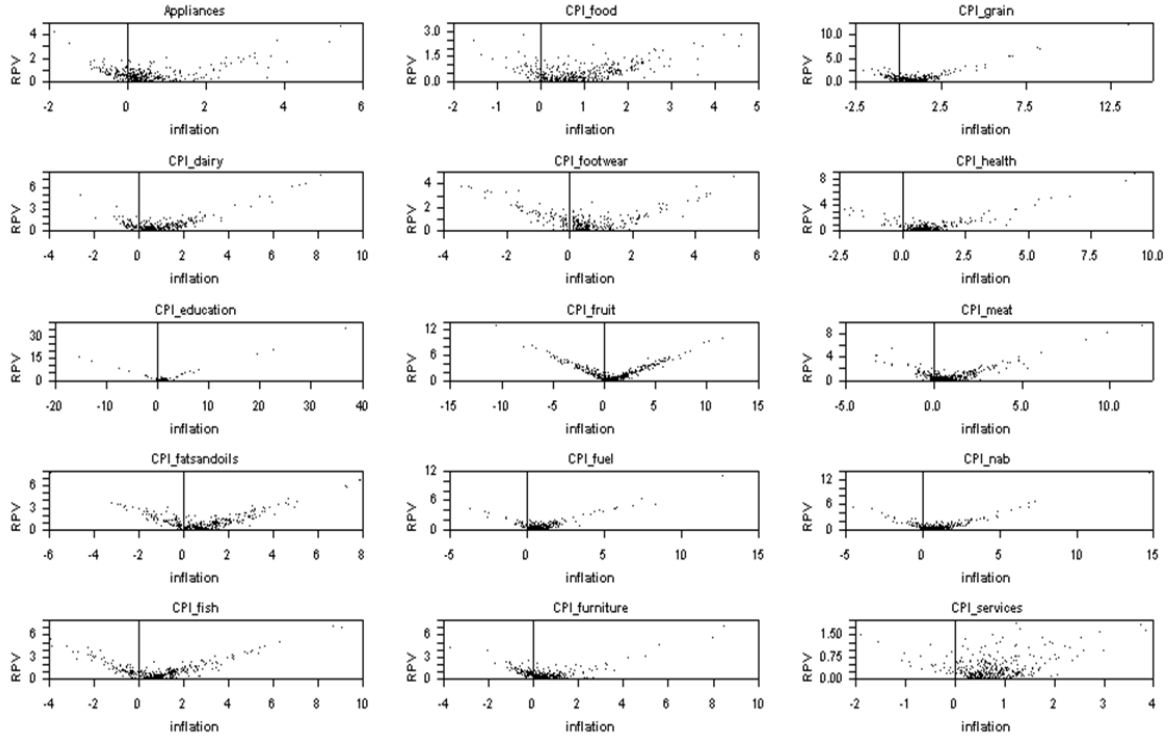 Appliances
RPV
4
2
0
-2 0 2 4 6
inflation
CPI_food
RPV
3.0
1.5
0.0
-2 -1 0 1 2 3 4 5
inflation
CPI_grain
RPV
10.0
5.0
0.0
-2.5 2.5 7.5 12.5
inflation
CPI_dairy
RPV
6
3
0
-4 -2 0 2 4 6 8 10
inflation
CPI_footwear
RPV
4
2
0
-4 -2 0 2 4 6
inflation
CPI_health
RPV
8
4
0
-2.5 0.0 2.5 5.0 7.5 10.0
inflation
CPI_education
RPV
30
15
0
-20 -10 0 10 20 30 40
inflation
CPI_fruit
RPV
12
6
0
-15 -10 -5 0 5 10 15
inflation
CPI_meat
RPV
8
4
0
-5.0 0.0 5.0 10.0
inflation
CPI_fatsandoils
RPV
6
3
0
-6 -4 -2 0 2 4 6 8
inflation
CPI_fuel
RPV
12
6
0
-5 0 5 10 15
inflation
CPI_nab
RPV
12
6
0
-5 0 5 10 15
inflation
CPI_fish
RPV
6
3
0
-4 -2 0 2 4 6 8 10
inflation
CPI_furniture
RPV
6
3
0
-4 -2 0 2 4 6 8 10
inflation
CPI_services
RPV
1.50
0.75
0.00
-2 -1 0 1 2 3 4
inflation